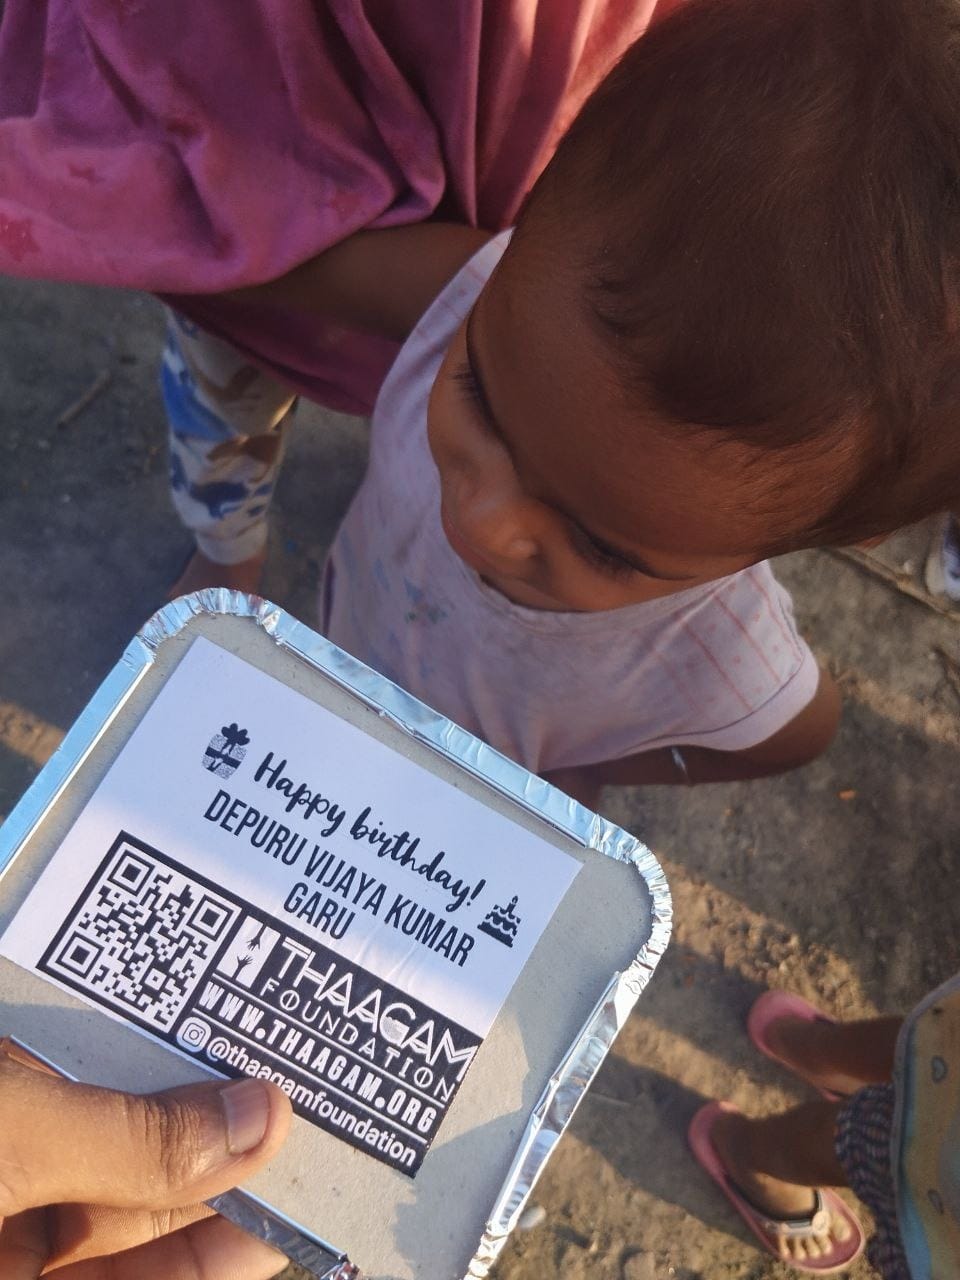 Happy birthday!
DEPURU VIJAYA KUMAR
GARU
THAAGAM
FOUNDATION
WWW.THAAGAM.ORG
@thaagamfoundation